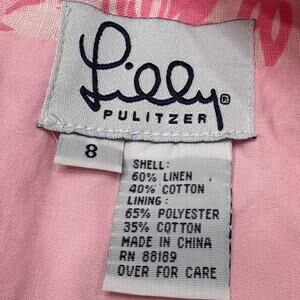 Lilly®
PULITZER
8
SHELL:
60% LINEN
40% COTTON
LINING:
65% POLYESTER
35% COTTON
MADE IN CHINA
RN 88189
OVER FOR CARE